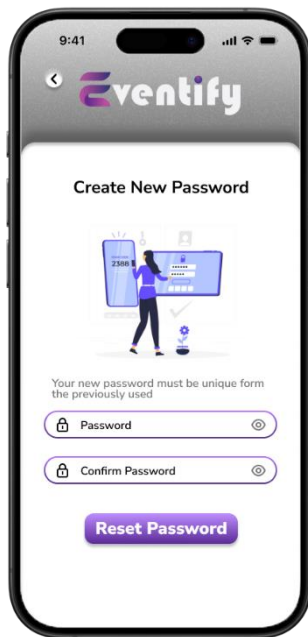 9:41
Eventify
Create New Password
2388
Your new password must be unique form
the previously used
Password
Confirm Password
Reset Password